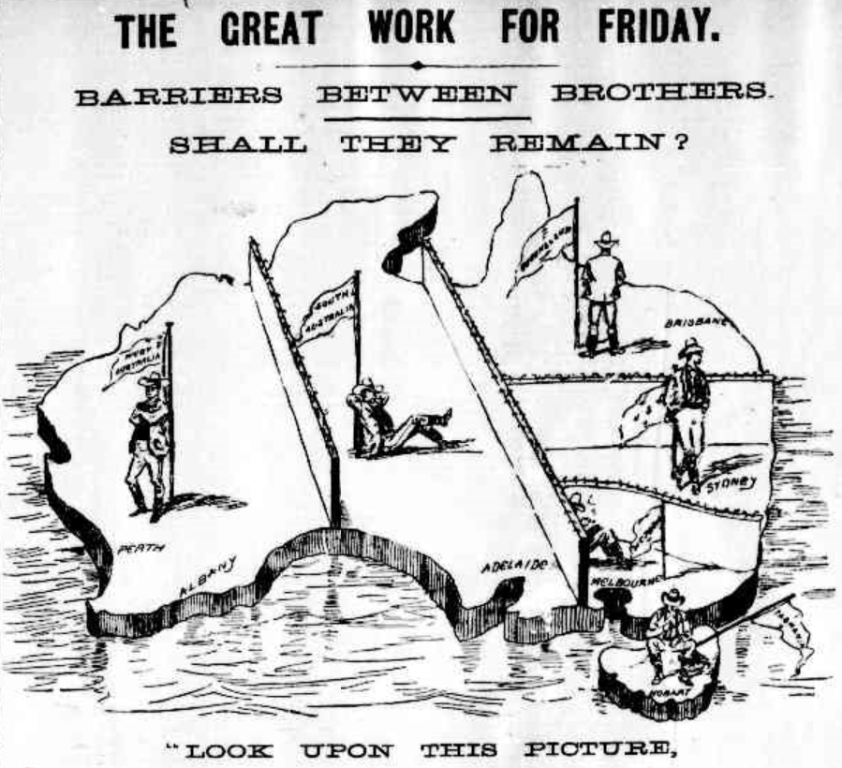 THE GREAT WORK FOR FRIDAY.
BARRIERS BETWEEN BROTHERS.
SHALL THEY REMAIN?
QUEENSLAND
SOUTH
AUSTRALIA
BRISBANE
WEST
AUSTRALIA
SYDNEY
PERTH
ALBANY
ADELAIDE
MELBOURNE
HOBART
"LOOK UPON THIS PICTURE,